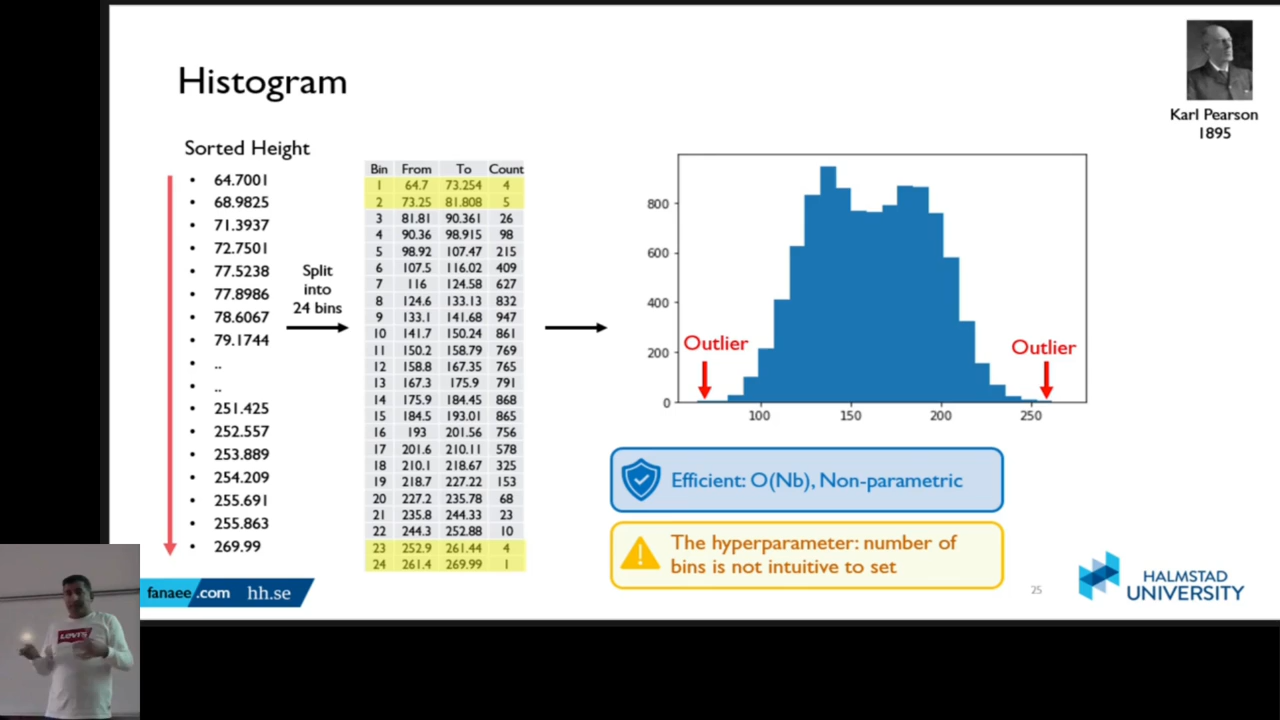 Histogram
Karl Pearson
1895
Sorted Height
• 64.7001
• 68.9825
• 71.3937
• 72.7501
• 77.5238
• 77.8986
• 78.6067
• 79.1744
• ..
• ..
• 251.425
• 252.557
• 253.889
• 254.209
• 255.691
• 255.863
• 269.99
Split
into
24 bins
Bin From To Count
1 64.7 73.254 4
2 73.25 81.808 5
3 81.81 90.361 26
4 90.36 98.915 98
5 98.92 107.47 215
6 107.5 116.02 409
7 116 124.58 627
8 124.6 133.13 832
9 133.1 141.68 947
10 141.7 150.24 861
11 150.2 158.79 769
12 158.8 167.35 765
13 167.3 175.9 791
14 175.9 184.45 868
15 184.5 193.01 865
16 193 201.56 756
17 201.6 210.11 578
18 210.1 218.67 325
19 218.7 227.22 153
20 227.2 235.78 68
21 235.8 244.33 23
22 244.3 252.88 10
23 252.9 261.44 4
24 261.4 269.99 1
800
600
400
200
0
100 150 200 250
Outlier
Outlier
Efficient: O(Nb), Non-parametric
The hyperparameter: number of
bins is not intuitive to set
25
HALMSTAD
UNIVERSITY
fanaee.com hh.se
LEVI'S